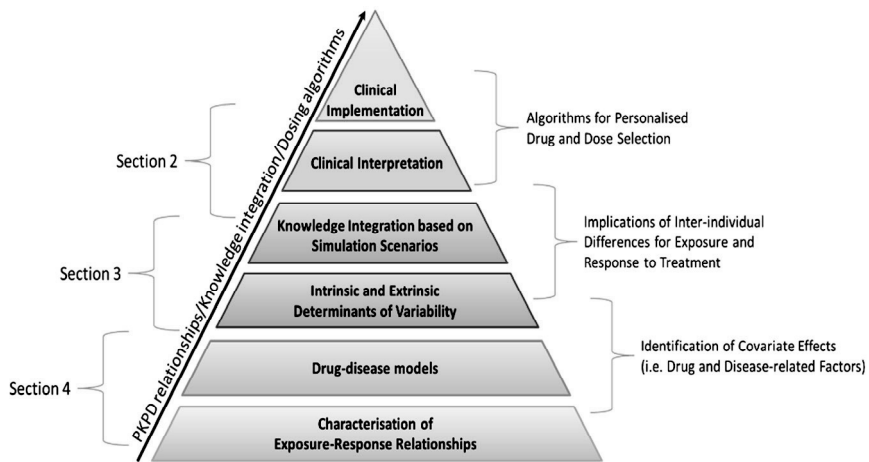 PKPD relationships/Knowledge integration/Dosing algorithms
Clinical
Implementation
Clinical Interpretation
Knowledge Integration based on
Simulation Scenarios
Intrinsic and Extrinsic
Determinants of Variability
Drug-disease models
Characterisation of
Exposure-Response Relationships
Section 2
Section 3
Section 4
Algorithms for Personalised
Drug and Dose Selection
Implications of Inter-individual
Differences for Exposure and
Response to Treatment
Identification of Covariate Effects
(i.e. Drug and Disease-related Factors)